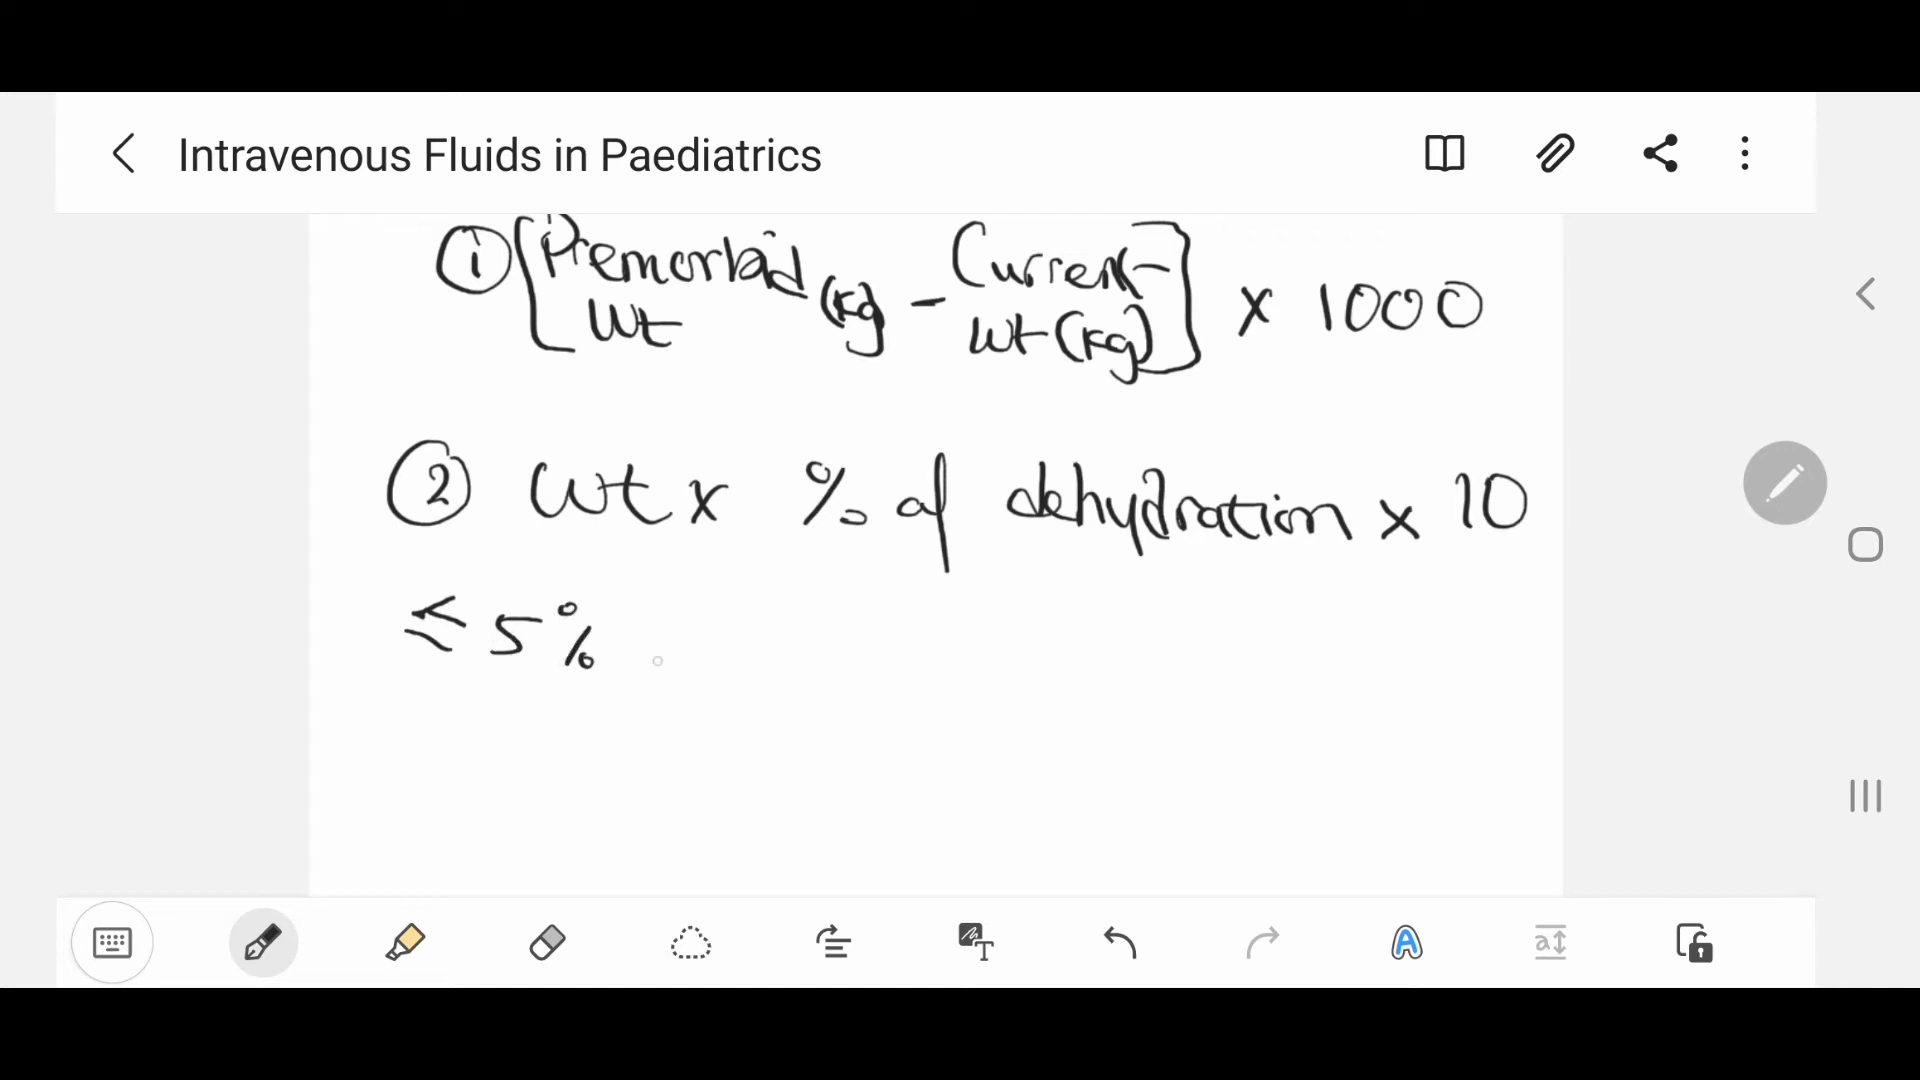 Intravenous Fluids in Paediatrics
① [Premorbid Wt (kg) - Current Wt (kg)] x 1000
② Wt x % of dehydration x 10
≤ 5%